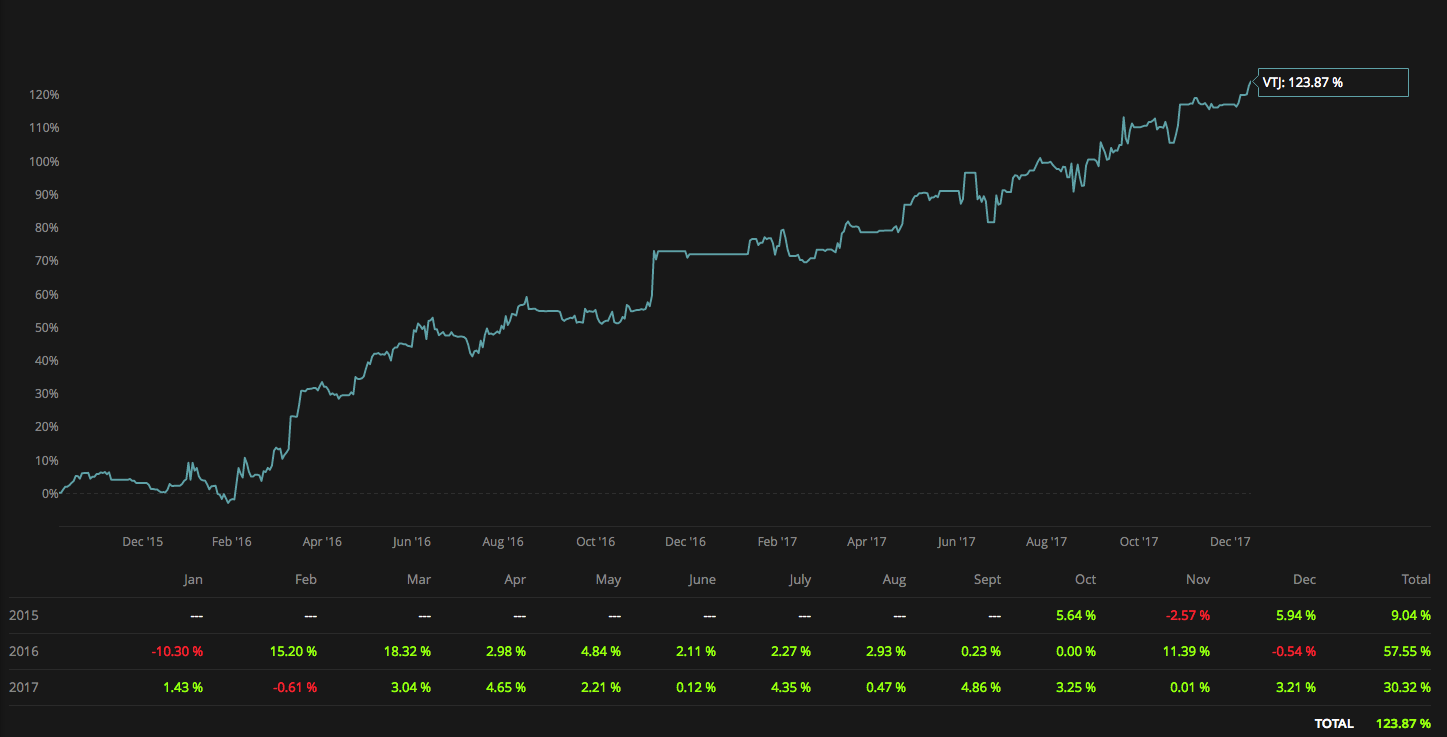 VTJ: 123.87 %
120%
110%
100%
90%
80%
70%
60%
50%
40%
30%
20%
10%
0%
Dec '15 Feb '16 Apr '16 Jun '16 Aug '16 Oct '16 Dec '16 Feb '17 Apr '17 Jun '17 Aug '17 Oct '17 Dec '17
Jan Feb Mar Apr May June July Aug Sept Oct Nov Dec Total
2015 --- --- --- --- --- --- --- --- --- 5.64 % -2.57 % 5.94 % 9.04 %
2016 -10.30 % 15.20 % 18.32 % 2.98 % 4.84 % 2.11 % 2.27 % 2.93 % 0.23 % 0.00 % 11.39 % -0.54 % 57.55 %
2017 1.43 % -0.61 % 3.04 % 4.65 % 2.21 % 0.12 % 4.35 % 0.47 % 4.86 % 3.25 % 0.01 % 3.21 % 30.32 %
TOTAL 123.87 %